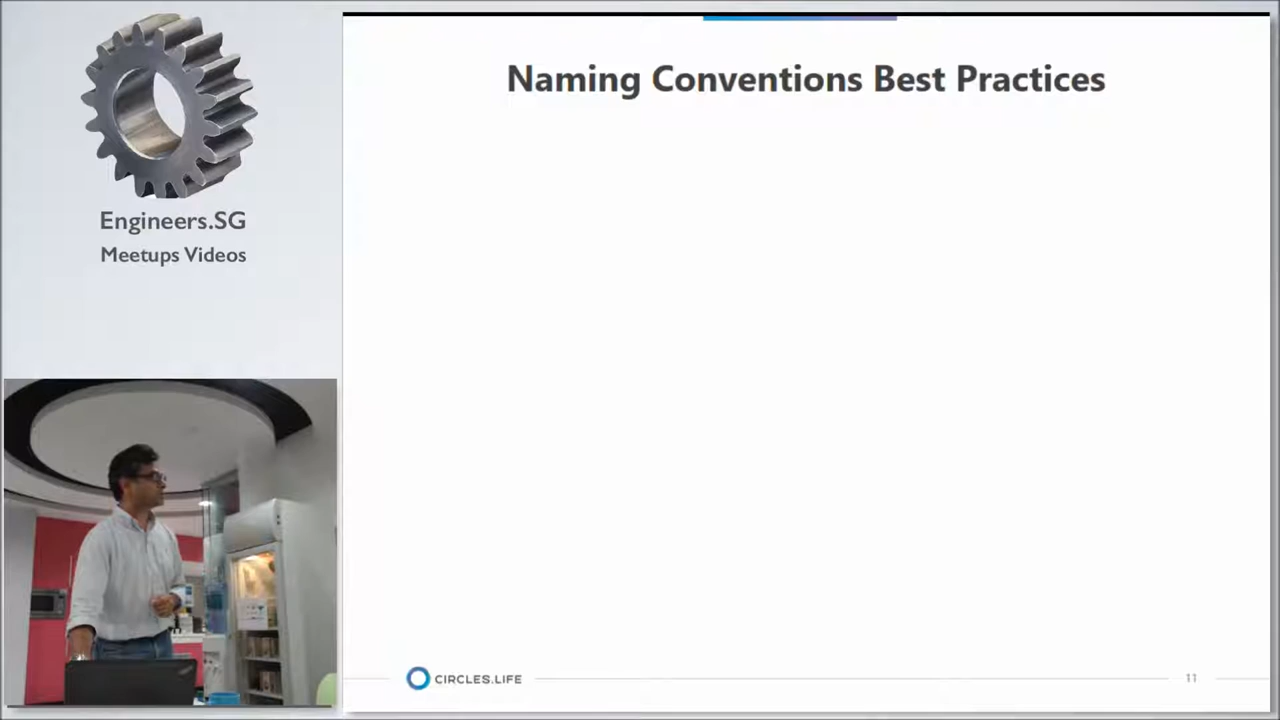 Engineers.SG
Meetups Videos
Naming Conventions Best Practices
CIRCLES.LIFE
11